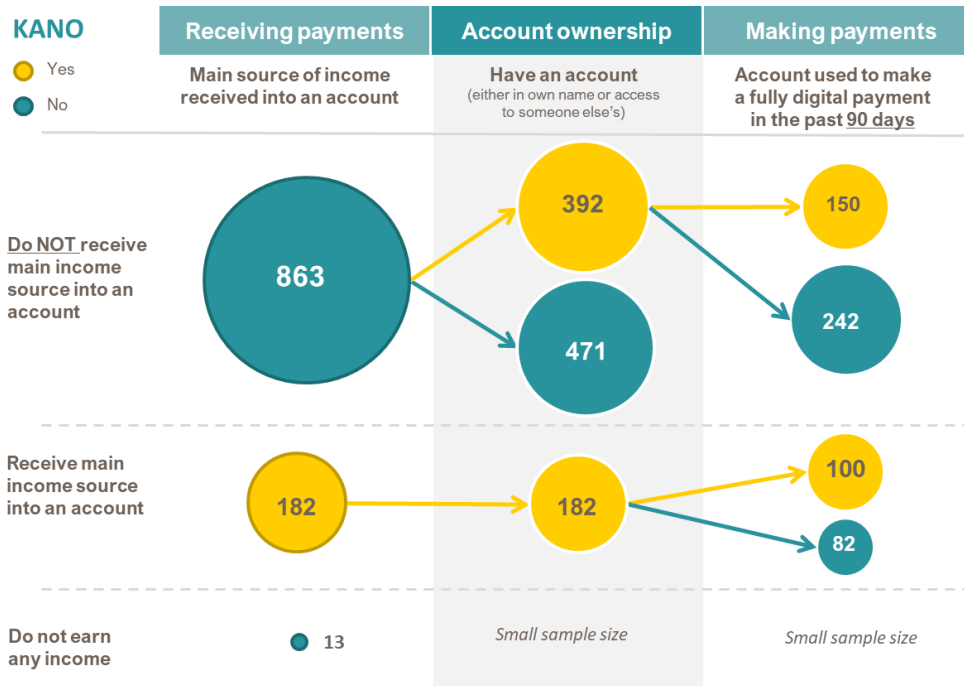 KANO
Yes
No
Receiving payments
Account ownership
Making payments
Main source of income
received into an account
Have an account
(either in own name or access
to someone else's)
Account used to make
a fully digital payment
in the past 90 days
Do NOT receive
main income
source into an
account
863
392
471
150
242
Receive main
income source
into an account
182
182
100
82
Do not earn
any income
13
Small sample size
Small sample size